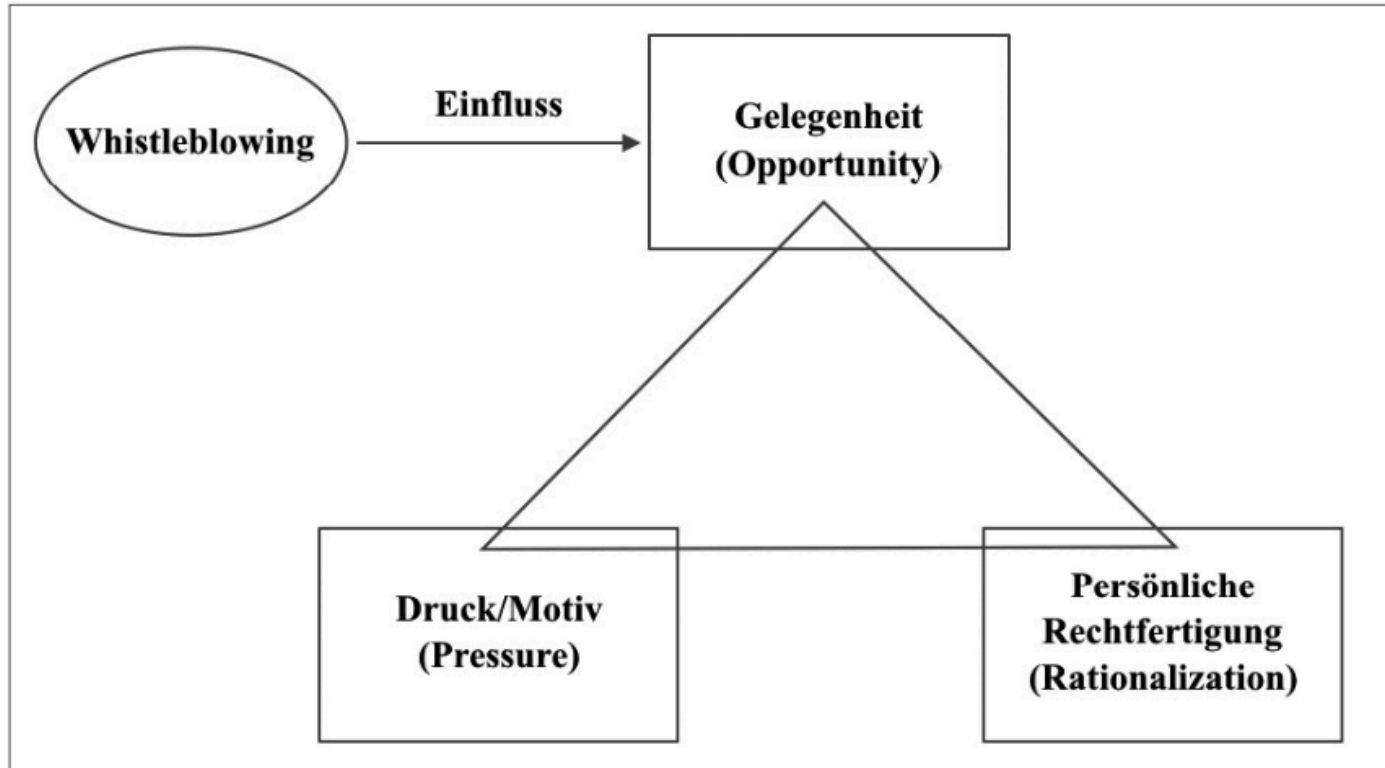 Whistleblowing
Einfluss
Gelegenheit
(Opportunity)
Druck/Motiv
(Pressure)
Persönliche
Rechtfertigung
(Rationalization)